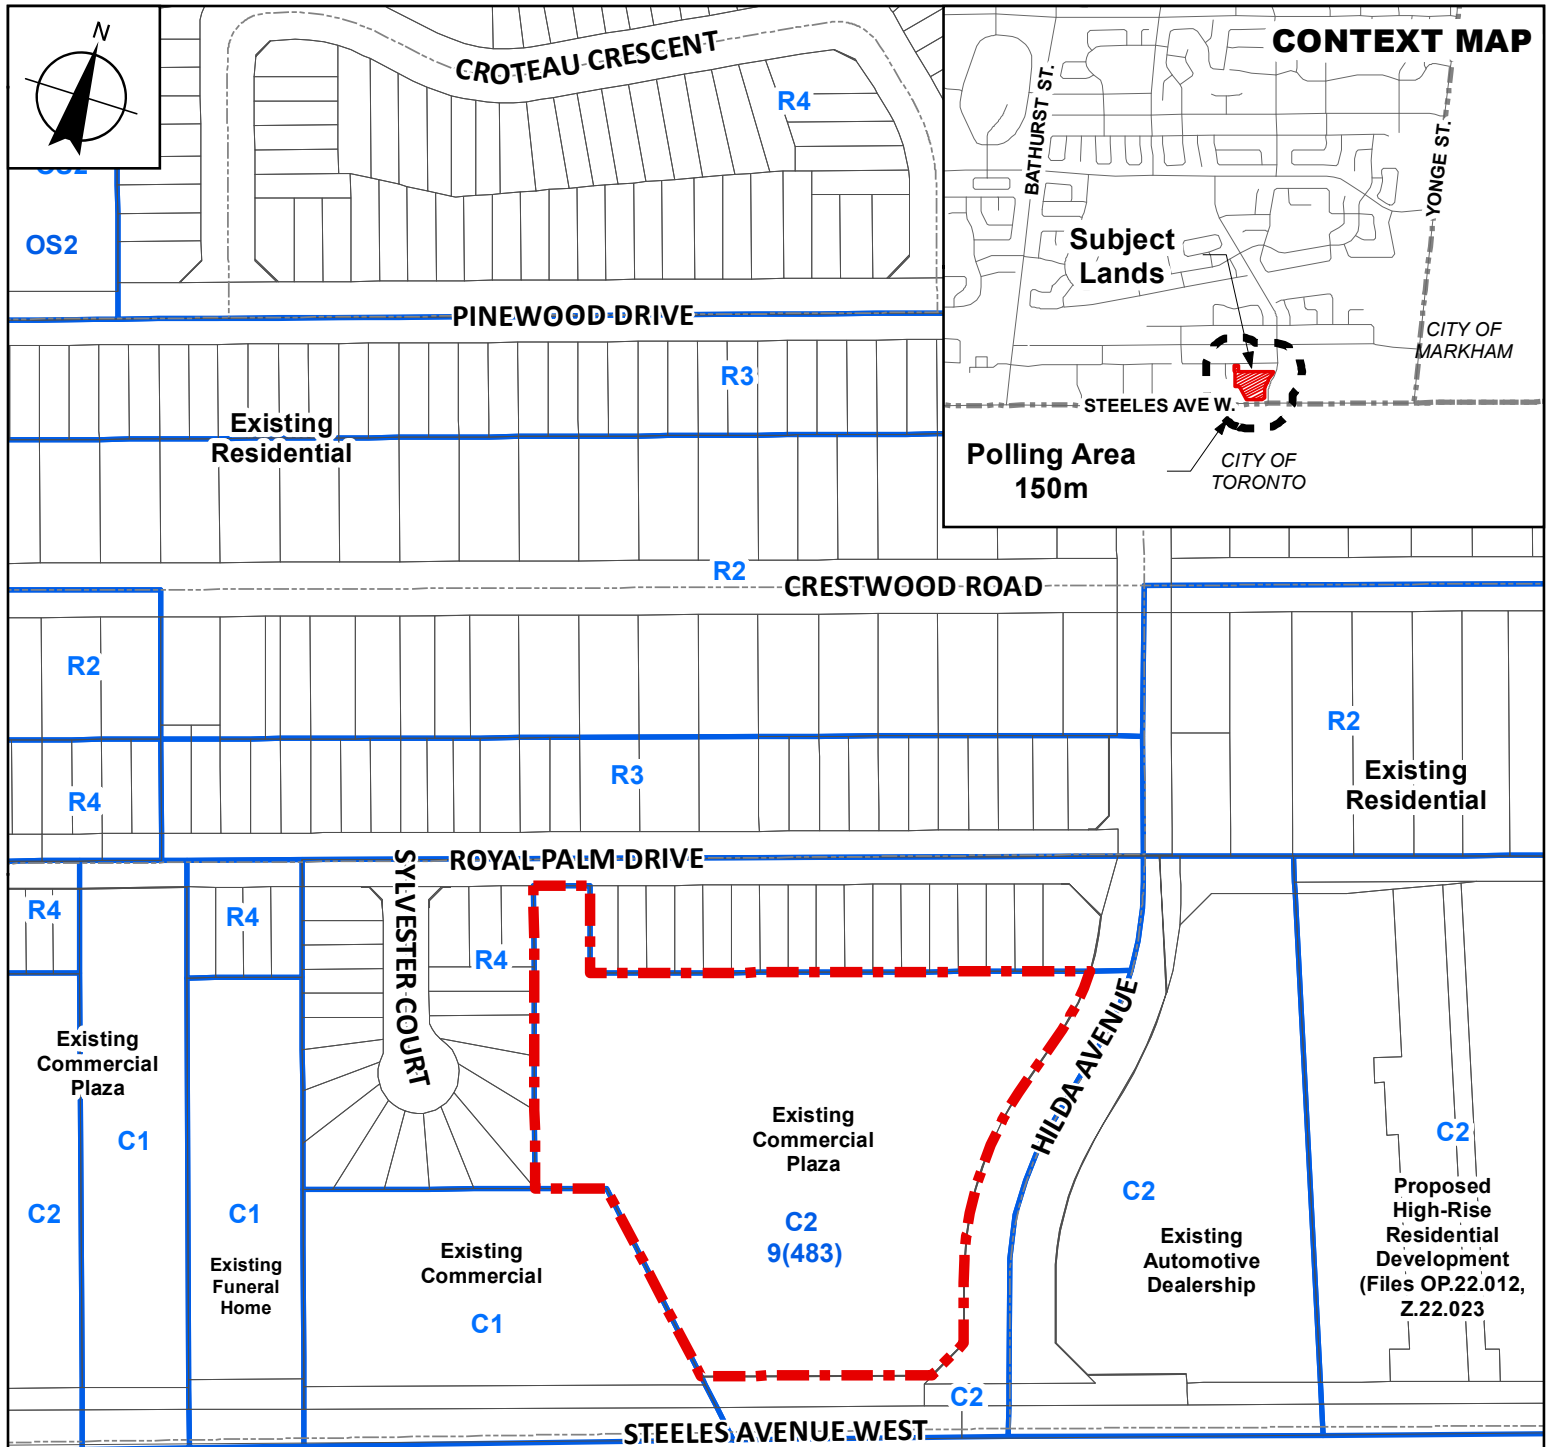 N
CROTEAU CRESCENT
R4
OS2
OS2
PINEWOOD DRIVE
R3
Existing
Residential
CONTEXT MAP
BATHURST ST.
YONGE ST.
Subject
Lands
CITY OF
MARKHAM
STEELES AVE W.
Polling Area
150m
CITY OF
TORONTO
R2
CRESTWOOD ROAD
R2
R2
Existing
Residential
R3
R4
ROYAL PALM DRIVE
SYLVESTER COURT
R4
R4
R4
HILDA AVENUE
Existing
Commercial
Plaza
C1
C2
C1
Existing
Funeral
Home
Existing
Commercial
C1
Existing
Commercial
Plaza
C2
9(483)
C2
Existing
Automotive
Dealership
C2
Proposed
High-Rise
Residential
Development
(Files OP.22.012,
Z.22.023
C2
STEELES AVENUE WEST